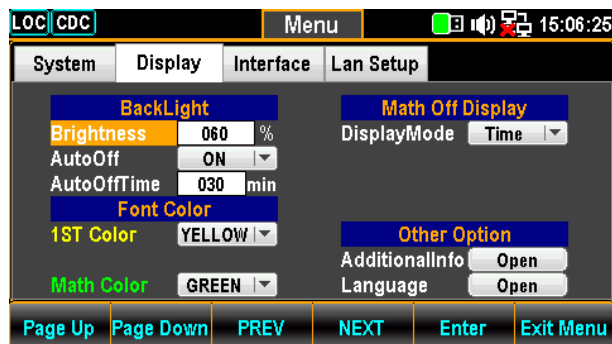 LOC CDC Menu 15:06:25
System Display Interface Lan Setup
BackLight
Brightness 060 %
AutoOff ON
AutoOffTime 030 min
Font Color
1ST Color YELLOW
Math Color GREEN
Math Off Display
DisplayMode Time
Other Option
AdditionalInfo Open
Language Open
Page Up Page Down PREV NEXT Enter Exit Menu